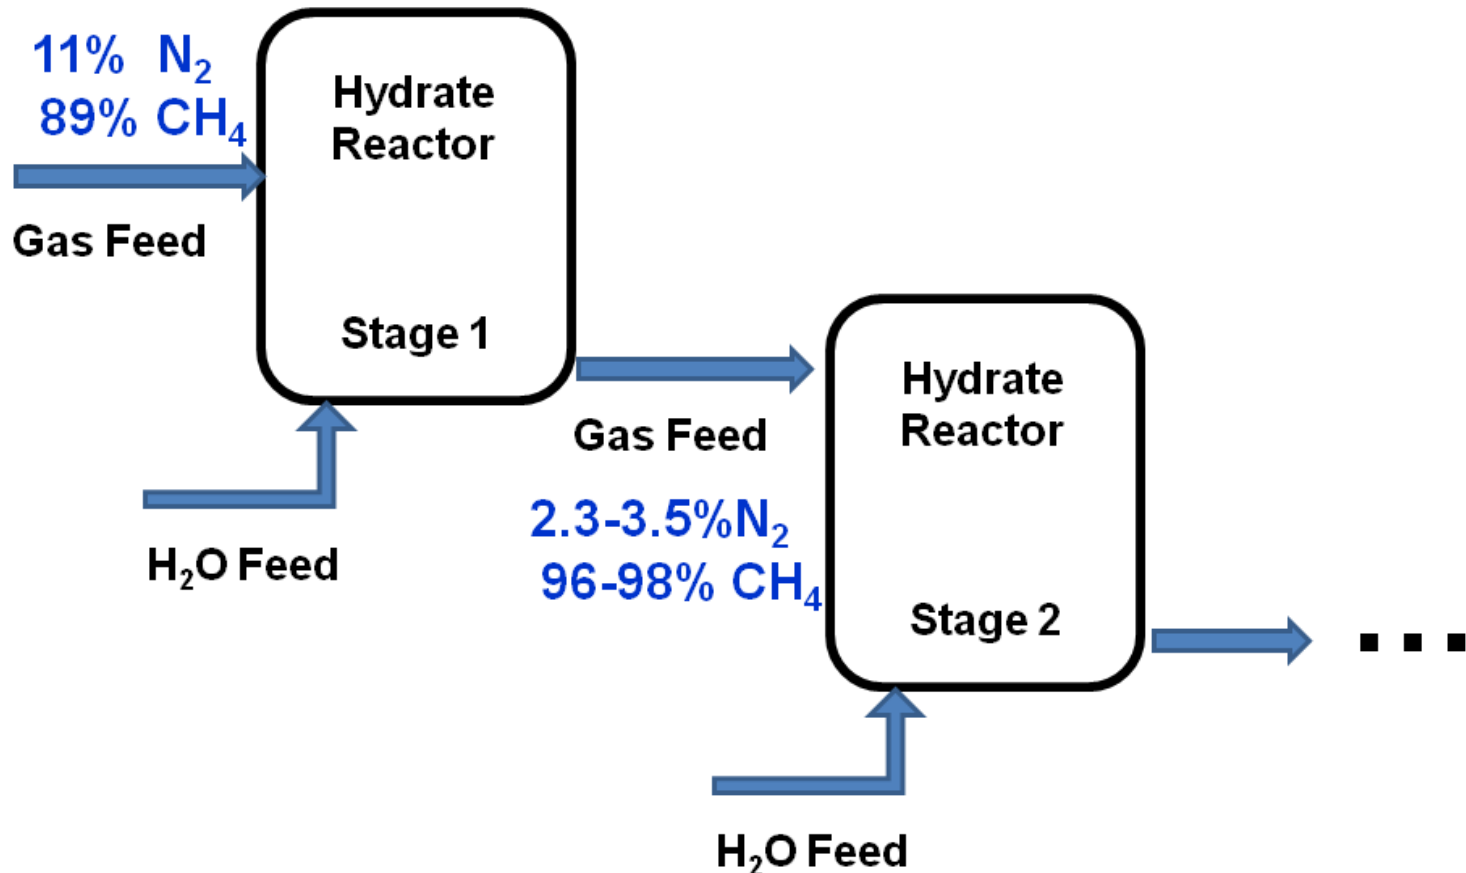 11% N₂
89% CH₄
Gas Feed
Hydrate
Reactor
Stage 1
H₂O Feed
Gas Feed
2.3-3.5%N₂
96-98% CH₄
Hydrate
Reactor
Stage 2
H₂O Feed
...